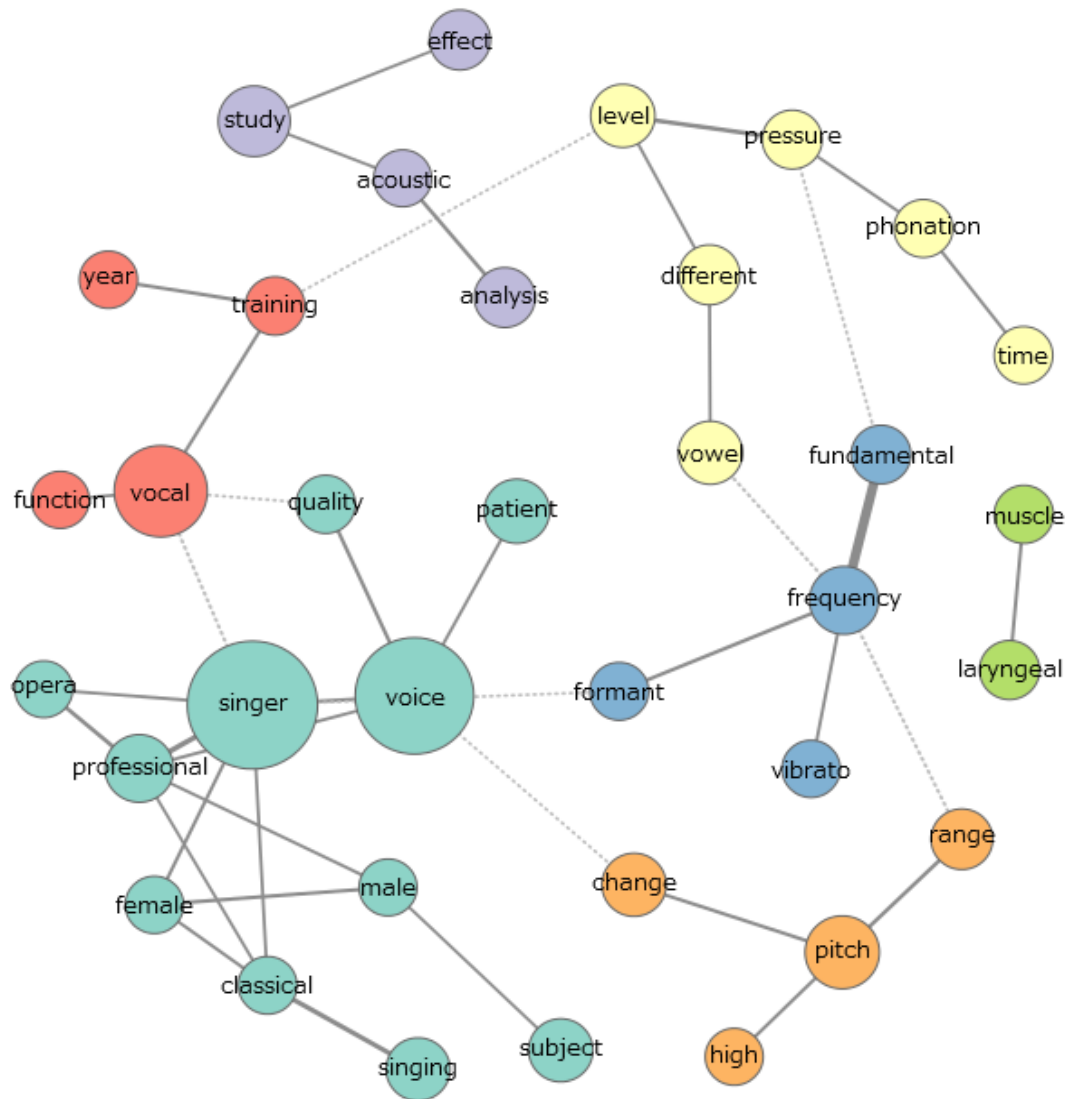 effect
study
level
pressure
acoustic
phonation
year
training
different
analysis
time
vowel
fundamental
function
vocal
quality
patient
muscle
frequency
opera
singer
voice
formant
laryngeal
professional
vibrato
range
female
male
change
pitch
classical
singing
subject
high